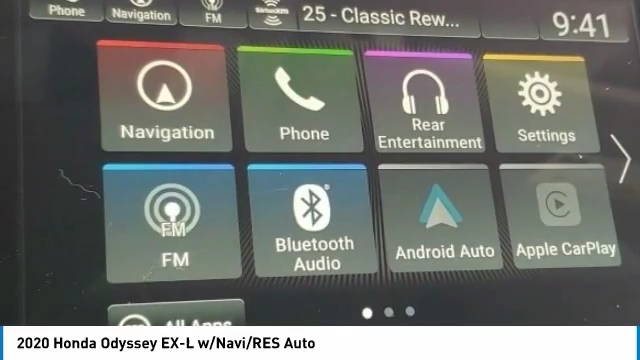 Phone
Navigation
FM
SiriusXM
25 - Classic Rew...
9:41
Navigation
Phone
Rear
Entertainment
Settings
FM
FM
Bluetooth
Audio
Android Auto
Apple CarPlay
All Apps
2020 Honda Odyssey EX-L w/Navi/RES Auto